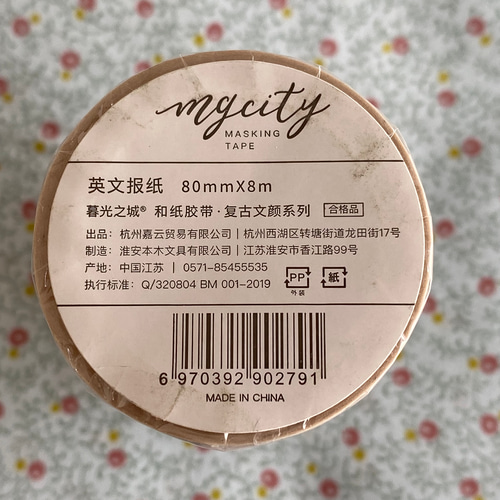 mgcity
MASKING
TAPE
英文报纸 80mmX8m
暮光之城® 和纸胶带·复古文颜系列 合格品
出品：杭州嘉云贸易有限公司｜杭州西湖区转塘街道龙田街17号
制造：淮安本木文具有限公司｜江苏淮安市香江路99号
产地：中国江苏｜0571-85455535
执行标准：Q/320804 BM 001-2019
PP
外装
紙
6 970392 902791
MADE IN CHINA